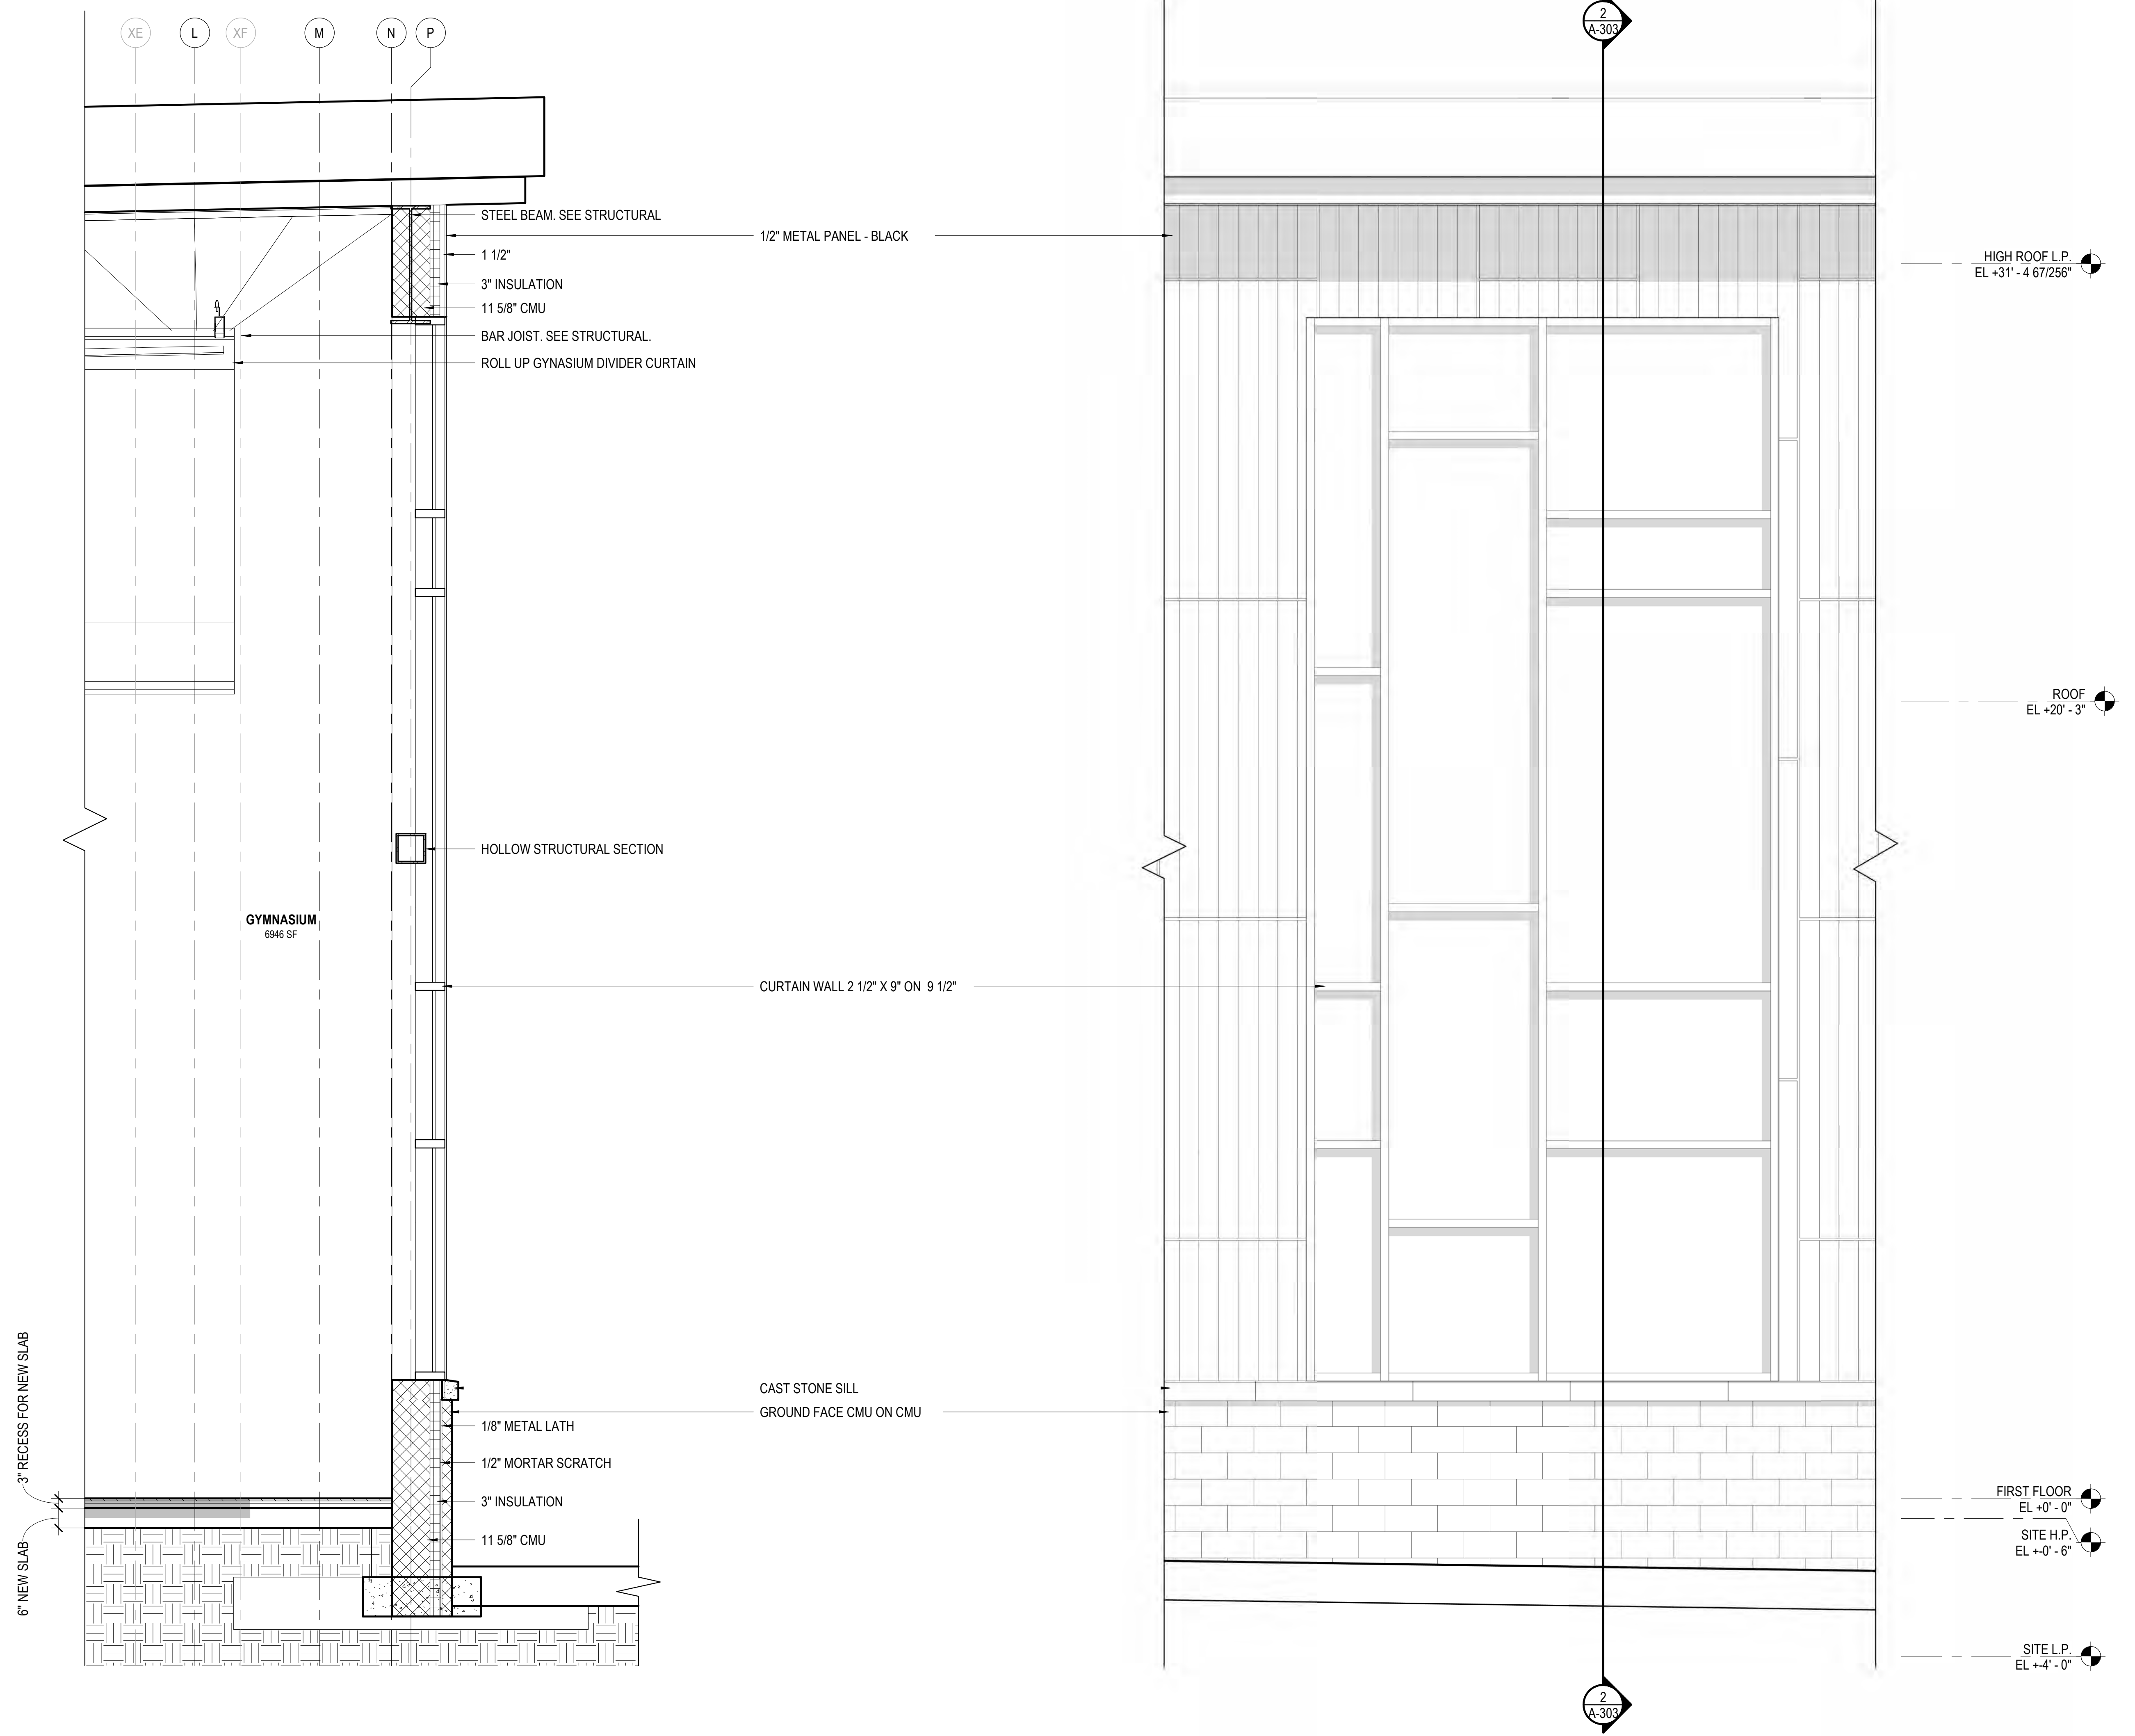 XE
L
XF
M
N
P
2
A-303
STEEL BEAM. SEE STRUCTURAL
1/2" METAL PANEL - BLACK
1 1/2"
3" INSULATION
11 5/8" CMU
BAR JOIST. SEE STRUCTURAL.
ROLL UP GYNASIUM DIVIDER CURTAIN
HIGH ROOF L.P.
EL +31' - 4 67/256"
ROOF
EL +20' - 3"
HOLLOW STRUCTURAL SECTION
GYMNASIUM
6946 SF
CURTAIN WALL 2 1/2" X 9" ON 9 1/2"
CAST STONE SILL
GROUND FACE CMU ON CMU
1/8" METAL LATH
1/2" MORTAR SCRATCH
3" INSULATION
11 5/8" CMU
3" RECESS FOR NEW SLAB
6" NEW SLAB
FIRST FLOOR
EL +0' - 0"
SITE H.P.
EL +-0' - 6"
SITE L.P.
EL +-4' - 0"
2
A-303